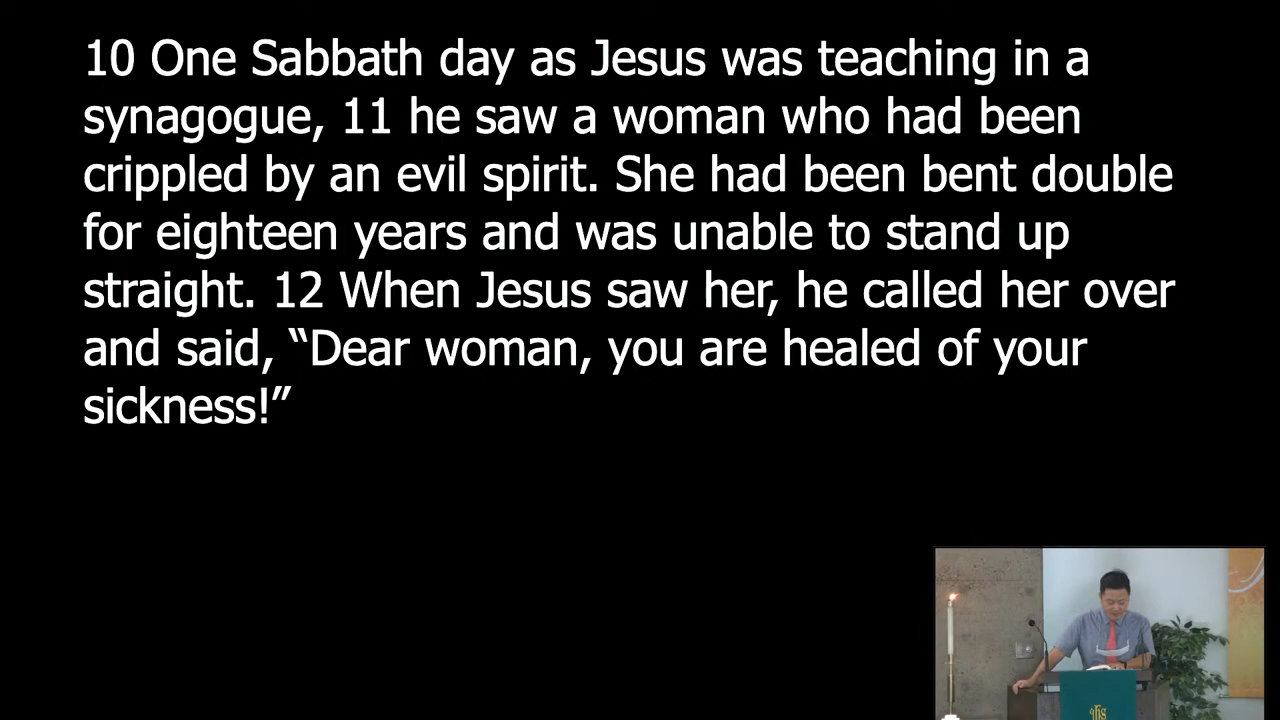 10 One Sabbath day as Jesus was teaching in a
synagogue, 11 he saw a woman who had been
crippled by an evil spirit. She had been bent double
for eighteen years and was unable to stand up
straight. 12 When Jesus saw her, he called her over
and said, “Dear woman, you are healed of your
sickness!”
ihs